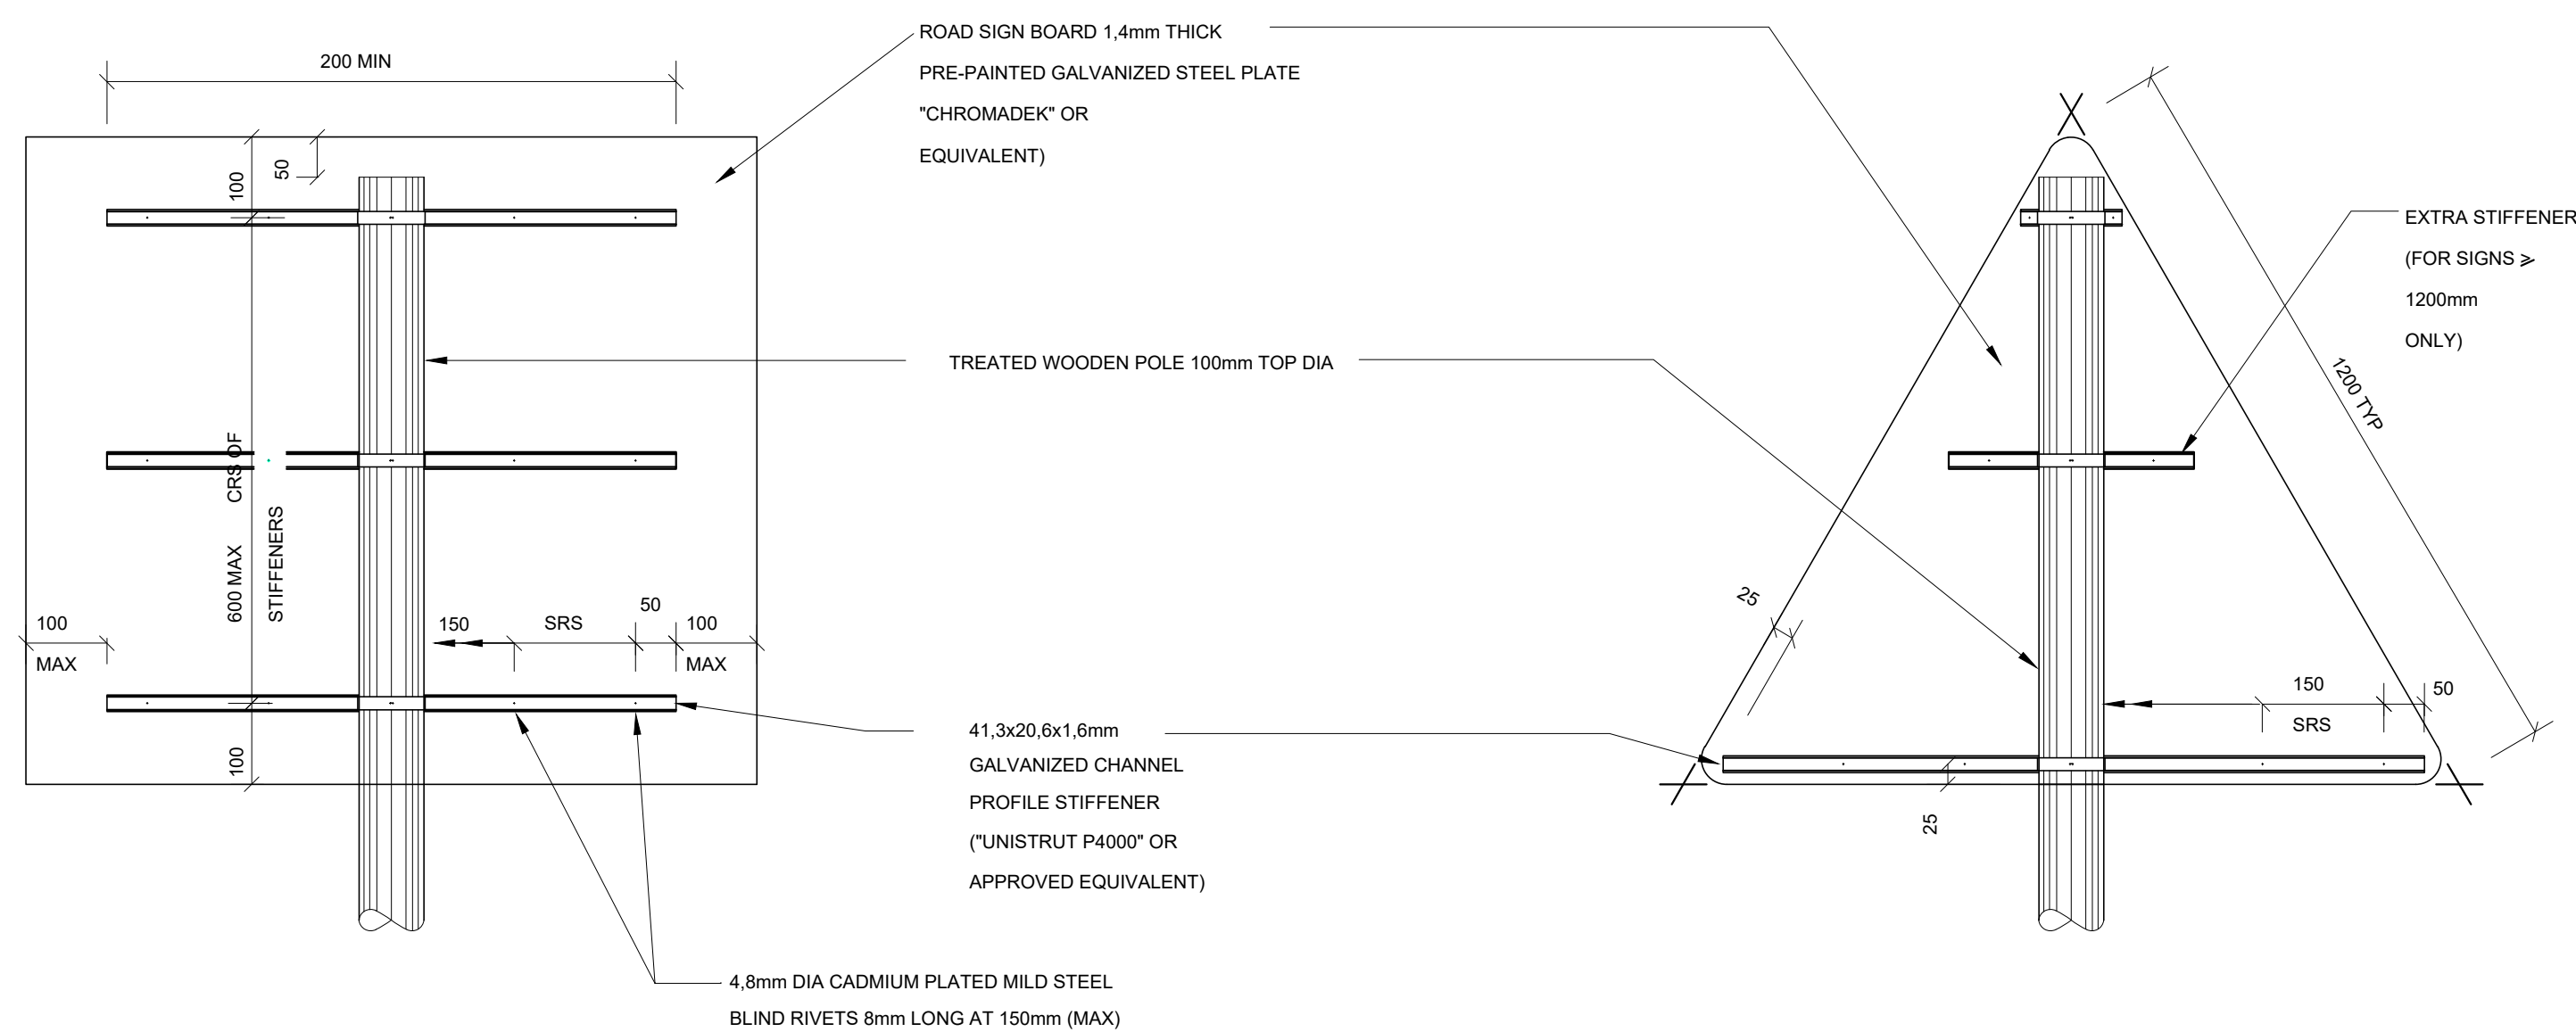 ROAD SIGN BOARD 1,4mm THICK
PRE-PAINTED GALVANIZED STEEL PLATE
"CHROMADEK" OR
EQUIVALENT)
200 MIN
100
50
EXTRA STIFFENER
(FOR SIGNS ⩾
1200mm
ONLY)
TREATED WOODEN POLE 100mm TOP DIA
1200 TYP
600 MAX CRS OF
STIFFENERS
100
MAX
150
SRS
50
100
MAX
100
25
150
SRS
50
25
41,3x20,6x1,6mm
GALVANIZED CHANNEL
PROFILE STIFFENER
("UNISTRUT P4000" OR
APPROVED EQUIVALENT)
4,8mm DIA CADMIUM PLATED MILD STEEL
BLIND RIVETS 8mm LONG AT 150mm (MAX)